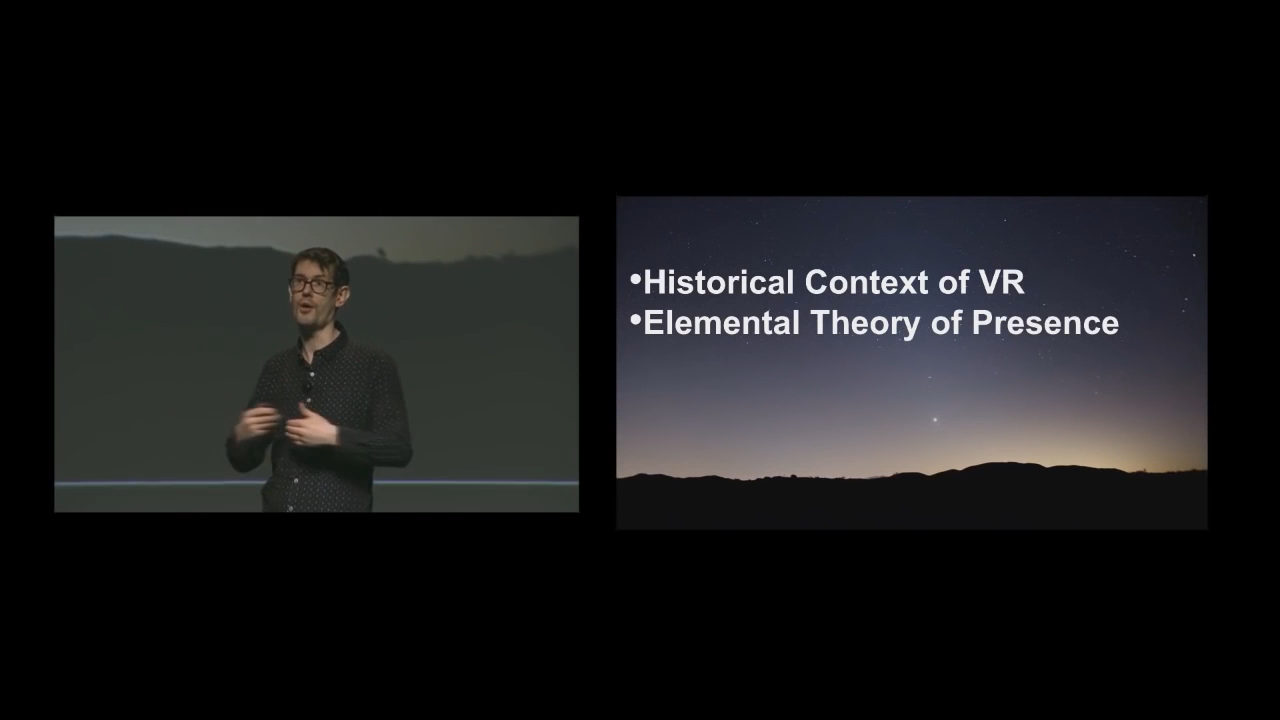 •Historical Context of VR
•Elemental Theory of Presence